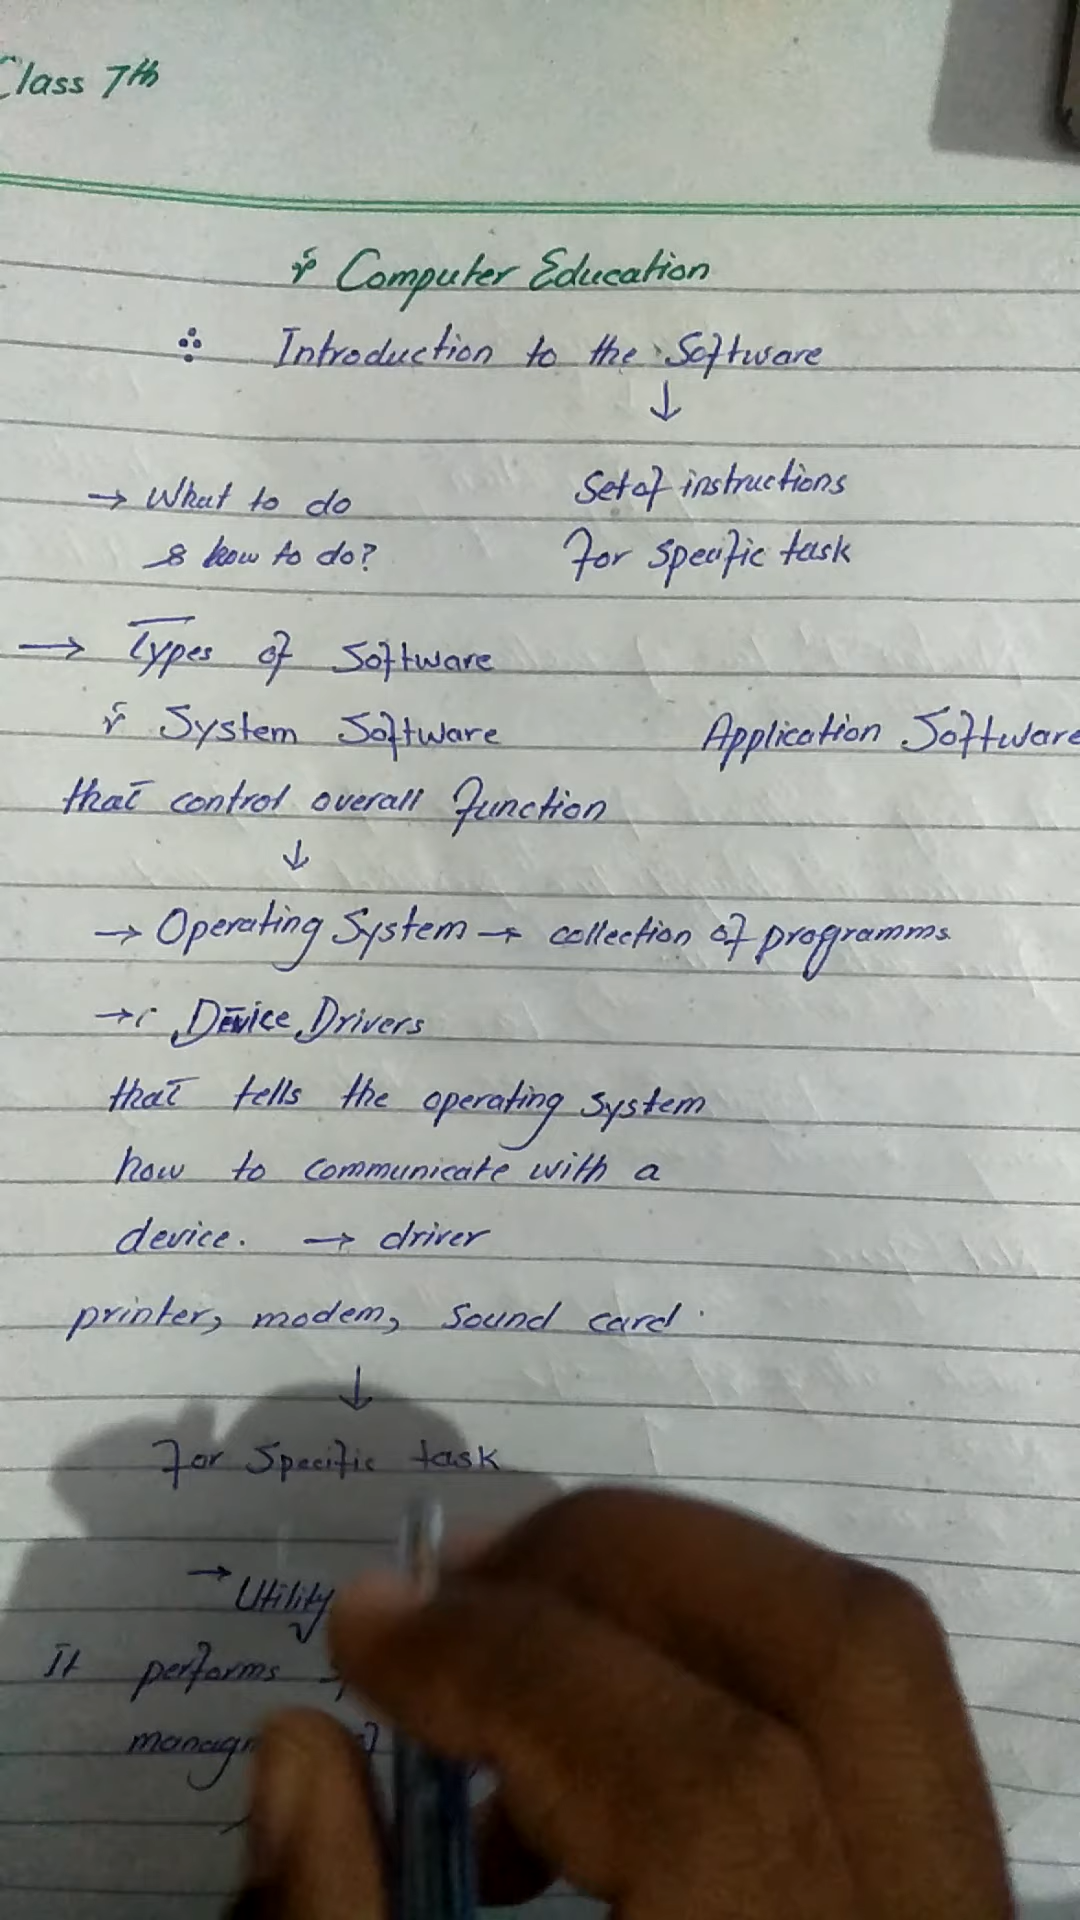 Class 7th
Computer Education
Introduction to the Software
↓
Set of instructions
→ What to do
& how to do?
For specific task
→ Types of Software
System Software
Application Software
that control overall function
↓
→ Operating System → collection of programms.
→ Device Drivers
that tells the operating system
how to communicate with a
device. → driver
printer, modem, Sound card.
↓
For Specific task
→ Utility
It performs